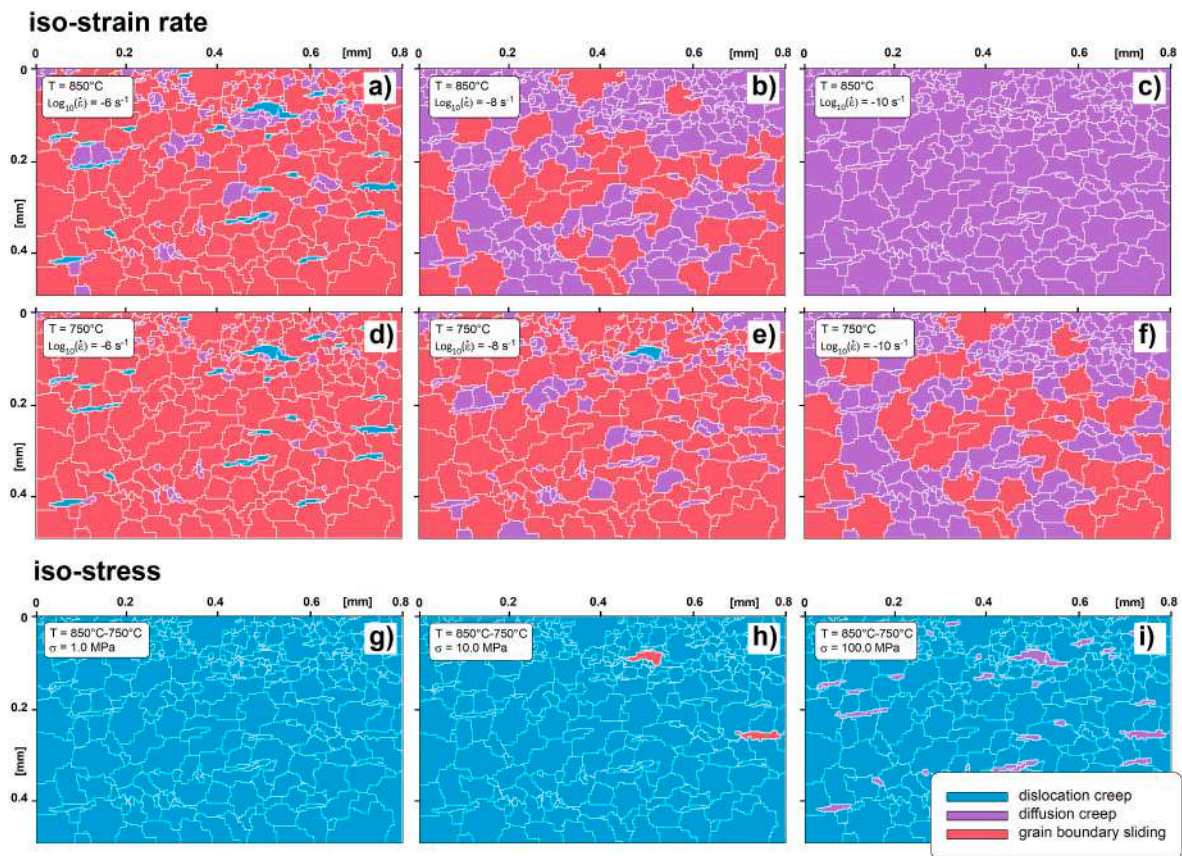 iso-strain rate
0 0.2 0.4 [mm] 0.8 0 0.2 0.4 0.6 [mm] 0.8 0 0.2 0.4 0.6 [mm] 0.8
0
T = 850°C
Log10(ε̇) = -6 s⁻¹
a)
T = 850°C
Log10(ε̇) = -8 s⁻¹
b)
T = 850°C
Log10(ε̇) = -10 s⁻¹
c)
0.2
[mm]
0.4
0
T = 750°C
Log10(ε̇) = -6 s⁻¹
d)
T = 750°C
Log10(ε̇) = -8 s⁻¹
e)
T = 750°C
Log10(ε̇) = -10 s⁻¹
f)
0.2
[mm]
0.4
iso-stress
0 0.2 0.4 0.6 [mm] 0.8 0.4 0.6 [mm] 0.8 0 0.2 0.4 0.6 [mm] 0.8
0
T = 850°C-750°C
σ = 1.0 MPa
g)
T = 850°C-750°C
σ = 10.0 MPa
h)
T = 850°C-750°C
σ = 100.0 MPa
i)
0.2
[mm]
0.4
dislocation creep
diffusion creep
grain boundary sliding